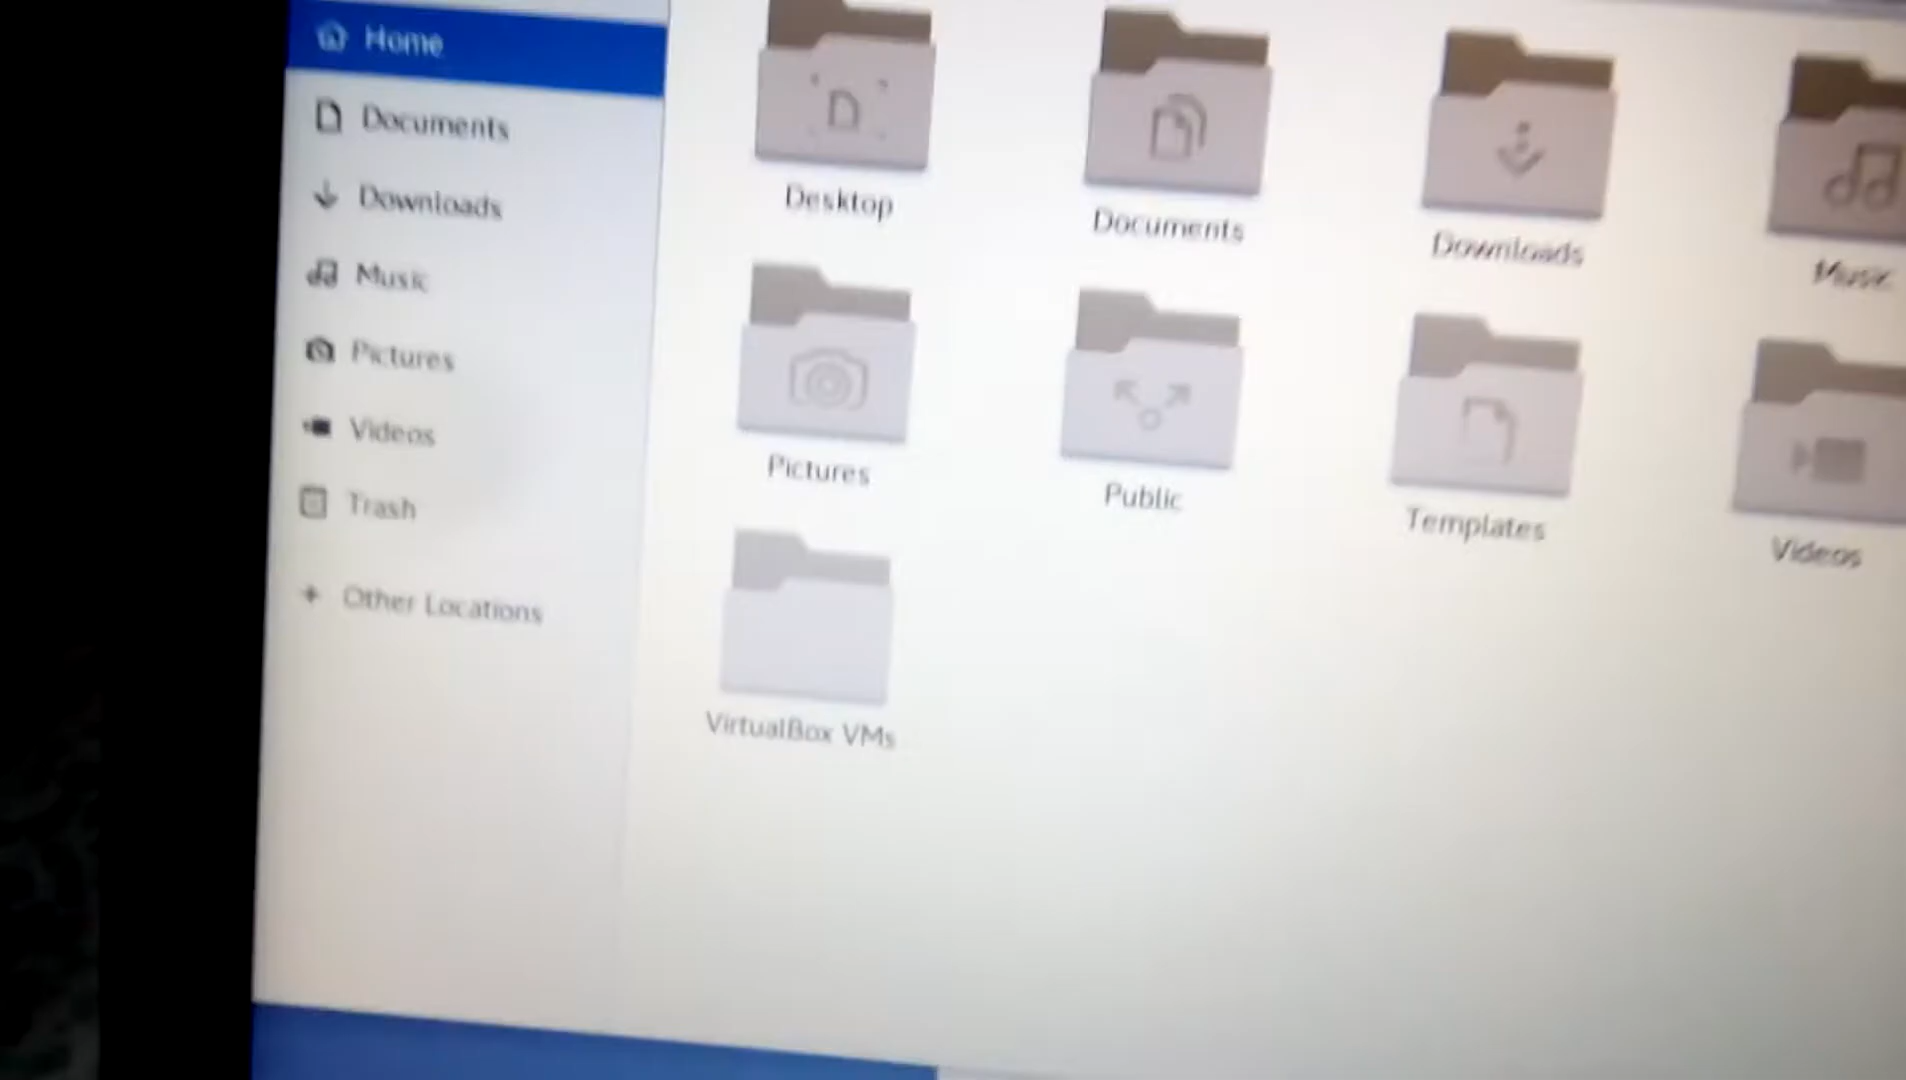 Home
Documents
Downloads
Music
Pictures
Videos
Trash
Other Locations
Desktop
Documents
Downloads
Music
Pictures
Public
Templates
Videos
VirtualBox VMs